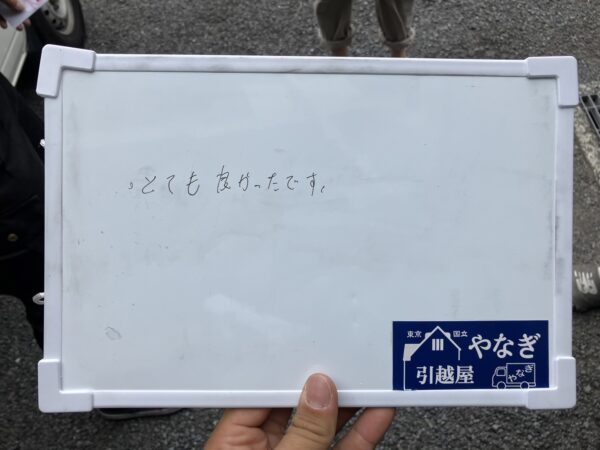 とても良かったです。
東京 国立 やなぎ
引越屋 やなぎ